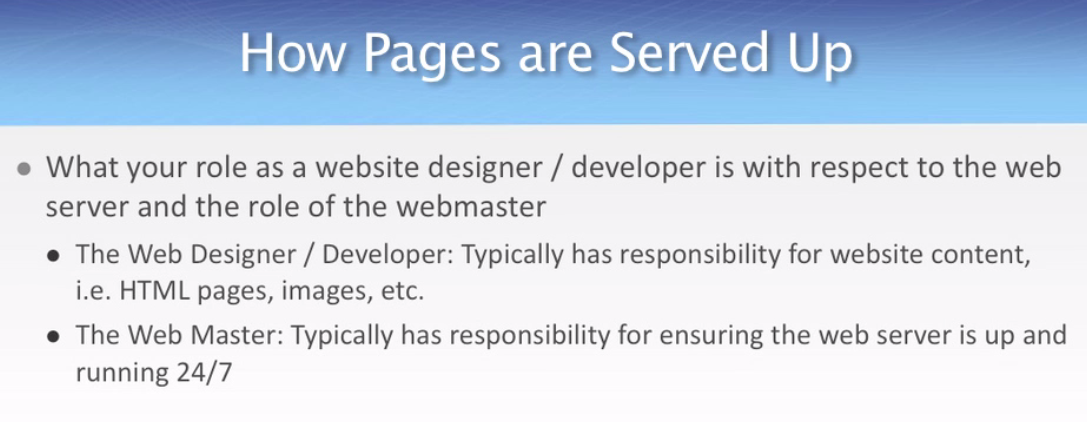 How Pages are Served Up
What your role as a website designer / developer is with respect to the web
server and the role of the webmaster
The Web Designer / Developer: Typically has responsibility for website content,
i.e. HTML pages, images, etc.
The Web Master: Typically has responsibility for ensuring the web server is up and
running 24/7